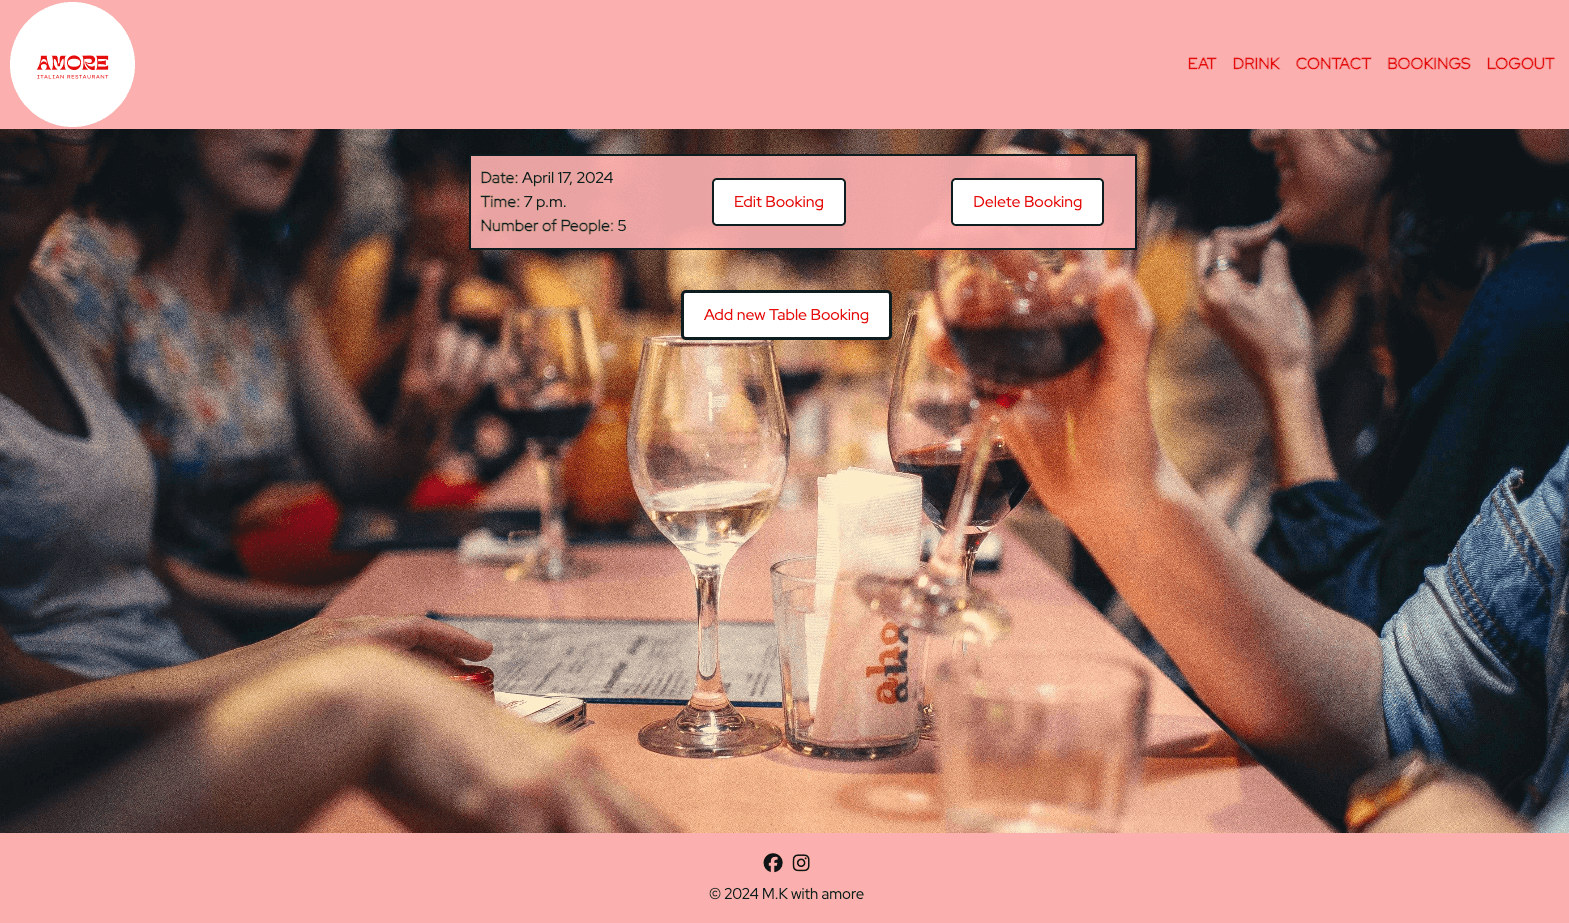 AMORE
ITALIAN RESTAURANT
EAT DRINK CONTACT BOOKINGS LOGOUT
Date: April 17, 2024
Time: 7 p.m.
Number of People: 5
Edit Booking
Delete Booking
Add new Table Booking
© 2024 M.K with amore